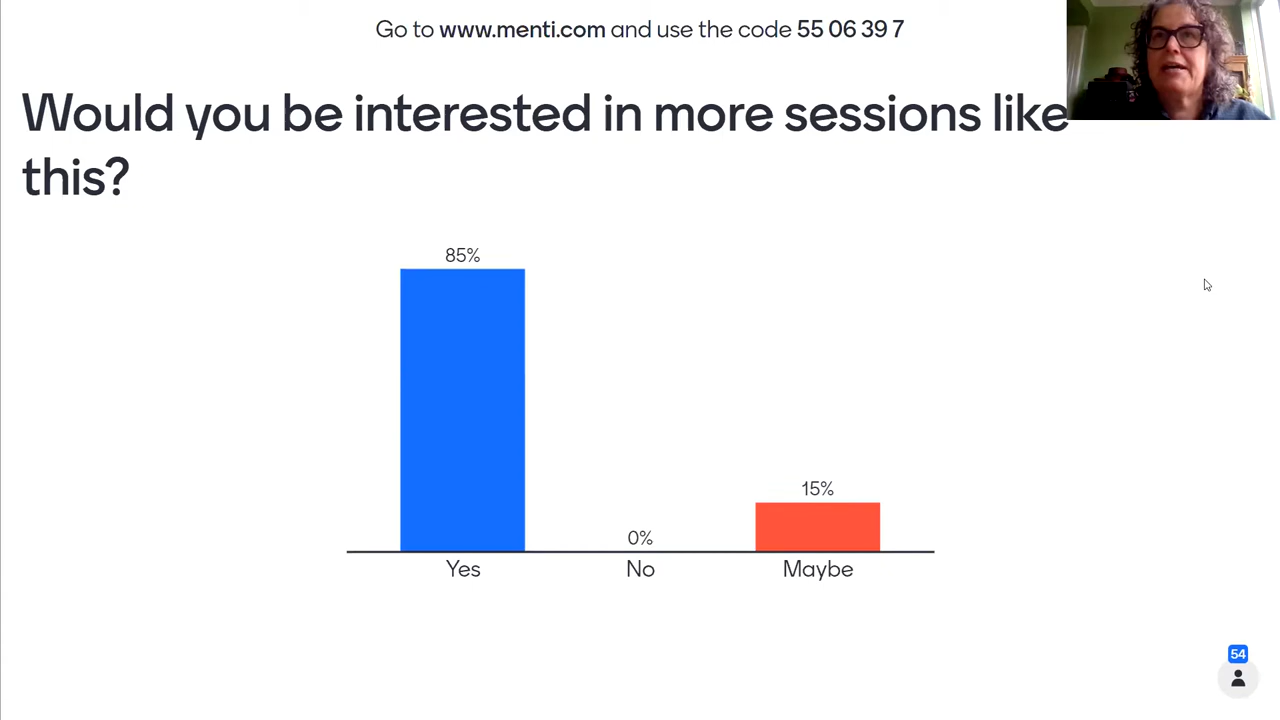 Go to www.menti.com and use the code 55 06 39 7
Would you be interested in more sessions like
this?
85%
0%
15%
Yes
No
Maybe
54